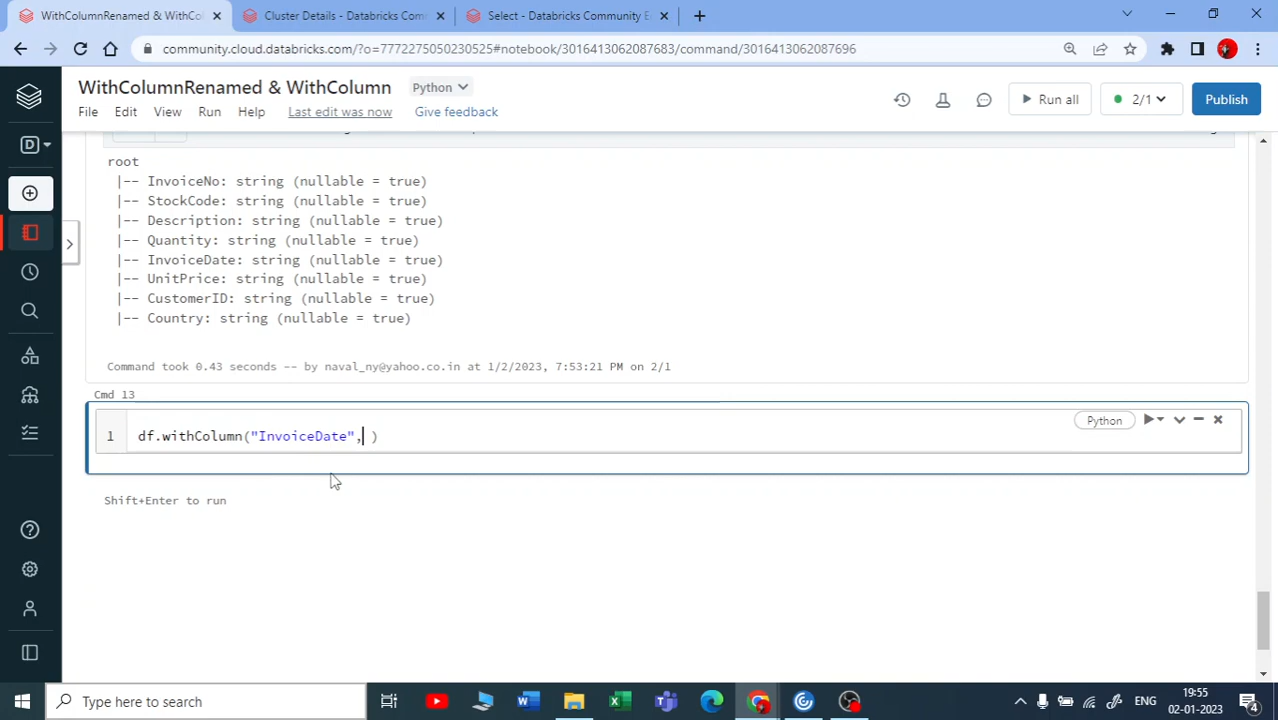 WithColumnRenamed & WithCo
Cluster Details - Databricks Com
Select - Databricks Community E
community.cloud.databricks.com/?o=7772275050230525#notebook/3016413062087683/command/3016413062087696
WithColumnRenamed & WithColumn
Python
File
Edit
View
Run
Help
Last edit was now
Give feedback
Run all
2/1
Publish
D
root
|-- InvoiceNo: string (nullable = true)
|-- StockCode: string (nullable = true)
|-- Description: string (nullable = true)
|-- Quantity: string (nullable = true)
|-- InvoiceDate: string (nullable = true)
|-- UnitPrice: string (nullable = true)
|-- CustomerID: string (nullable = true)
|-- Country: string (nullable = true)
Command took 0.43 seconds -- by naval_ny@yahoo.co.in at 1/2/2023, 7:53:21 PM on 2/1
Cmd 13
Python
1
df.withColumn("InvoiceDate", )
Shift+Enter to run
Type here to search
ENG
19:55
02-01-2023
4